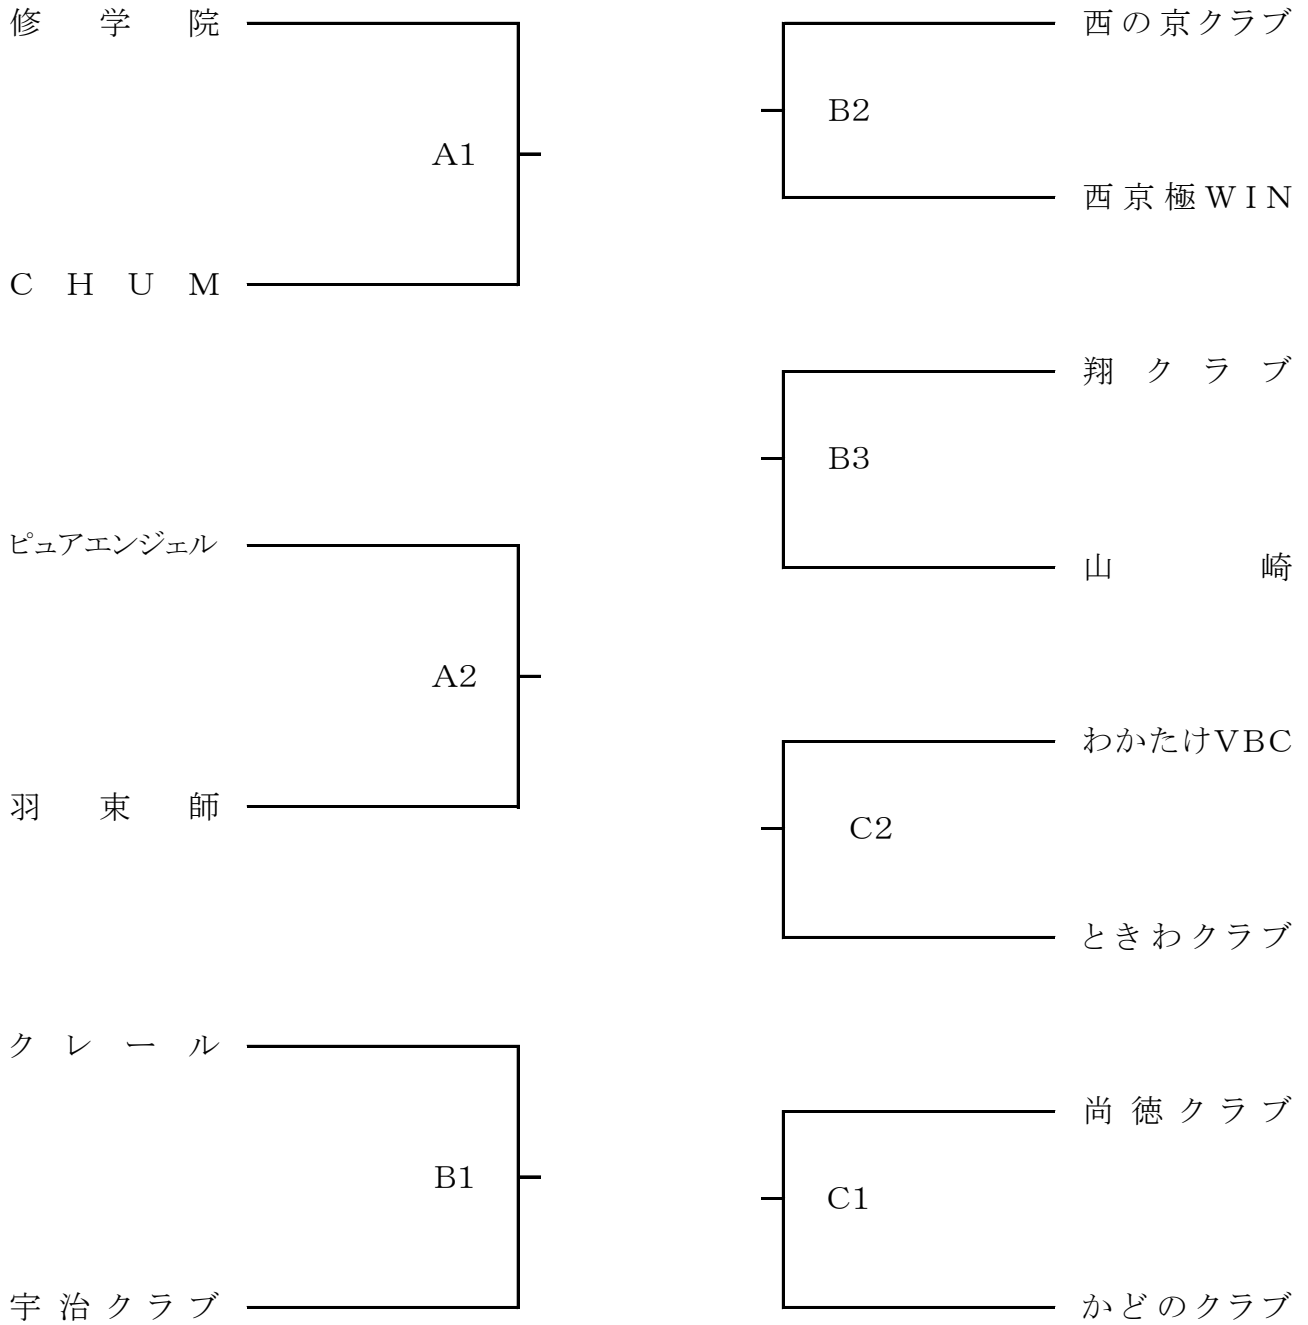 修学院
A1
CHUM
ピュアエンジェル
A2
羽束師
クレール
B1
宇治クラブ
西の京クラブ
B2
西京極WIN
翔クラブ
B3
山崎
わかたけVBC
C2
ときわクラブ
尚徳クラブ
C1
かどのクラブ